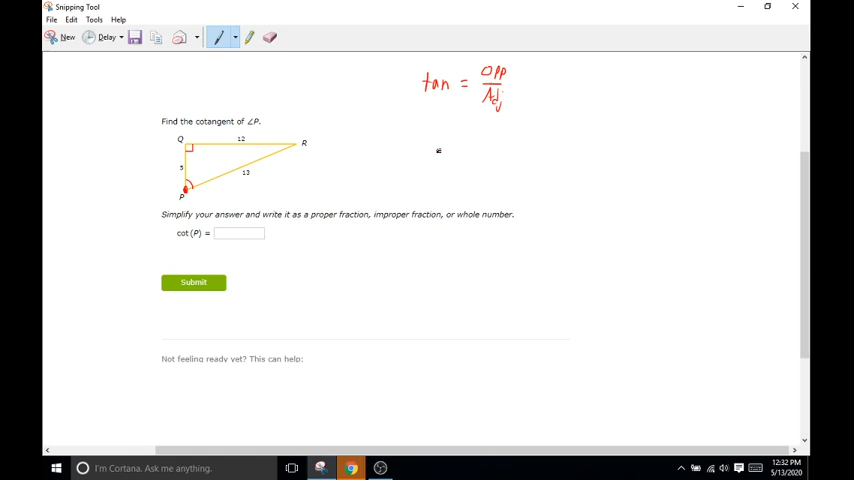 Snipping Tool
File Edit Tools Help
New Delay
tan = Opp
Adj
Find the cotangent of ∠P.
Q 12 R
5
13
P
Simplify your answer and write it as a proper fraction, improper fraction, or whole number.
cot (P) =
Submit
Not feeling ready yet? This can help:
I'm Cortana. Ask me anything.
12:32 PM
5/13/2020